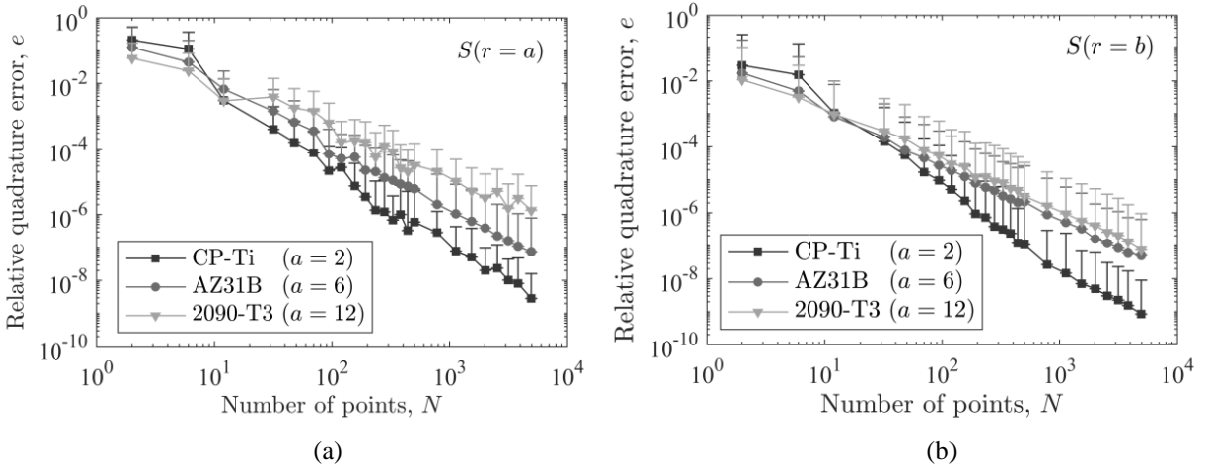 Relative quadrature error, e
10^0
10^-2
10^-4
10^-6
10^-8
10^-10
S(r = a)
CP-Ti (a = 2)
AZ31B (a = 6)
2090-T3 (a = 12)
10^0 10^1 10^2 10^3 10^4
Number of points, N
(a)
Relative quadrature error, e
10^0
10^-2
10^-4
10^-6
10^-8
10^-10
S(r = b)
CP-Ti (a = 2)
AZ31B (a = 6)
2090-T3 (a = 12)
10^0 10^1 10^2 10^3 10^4
Number of points, N
(b)